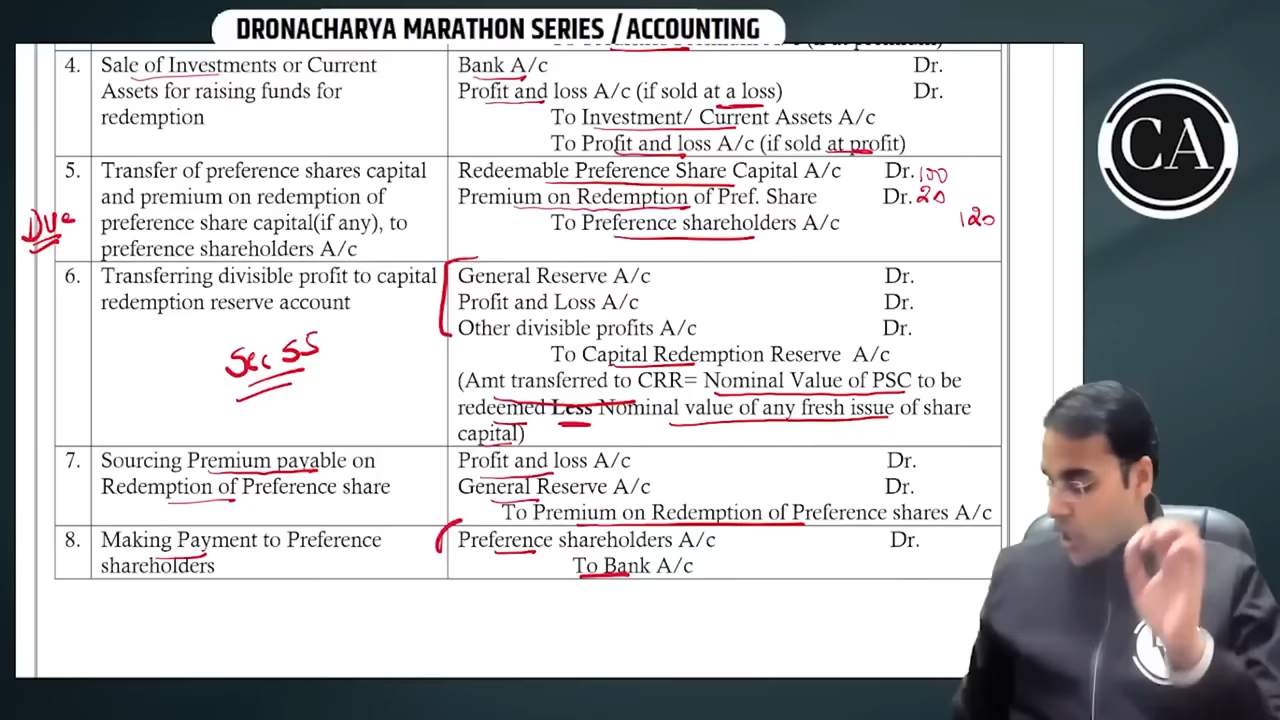 DRONACHARYA MARATHON SERIES /ACCOUNTING
4. Sale of Investments or Current Assets for raising funds for redemption
Bank A/c Dr.
Profit and loss A/c (if sold at a loss) Dr.
To Investment/ Current Assets A/c
To Profit and loss A/c (if sold at profit)
5. Transfer of preference shares capital
and premium on redemption of
preference share capital(if any), to
preference shareholders A/c
Redeemable Preference Share Capital A/c Dr. 100
Premium on Redemption of Pref. Share Dr. 20
To Preference shareholders A/c 120
Due
6. Transferring divisible profit to capital
redemption reserve account
Sec 55
General Reserve A/c Dr.
Profit and Loss A/c Dr.
Other divisible profits A/c Dr.
To Capital Redemption Reserve A/c
(Amt transferred to CRR= Nominal Value of PSC to be
redeemed Less Nominal value of any fresh issue of share
capital)
7. Sourcing Premium payable on
Redemption of Preference share
Profit and loss A/c Dr.
General Reserve A/c Dr.
To Premium on Redemption of Preference shares A/c
8. Making Payment to Preference
shareholders
Preference shareholders A/c Dr.
To Bank A/c
CA